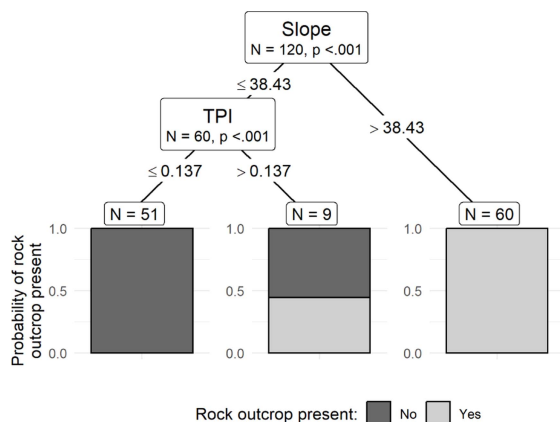 Slope
N = 120, p <.001
≤ 38.43
TPI
N = 60, p <.001
> 38.43
≤ 0.137
> 0.137
N = 51
N = 9
N = 60
Probability of rock
outcrop present
1.0
0.5
0.0
1.0
0.5
0.0
1.0
0.5
0.0
Rock outcrop present: No Yes